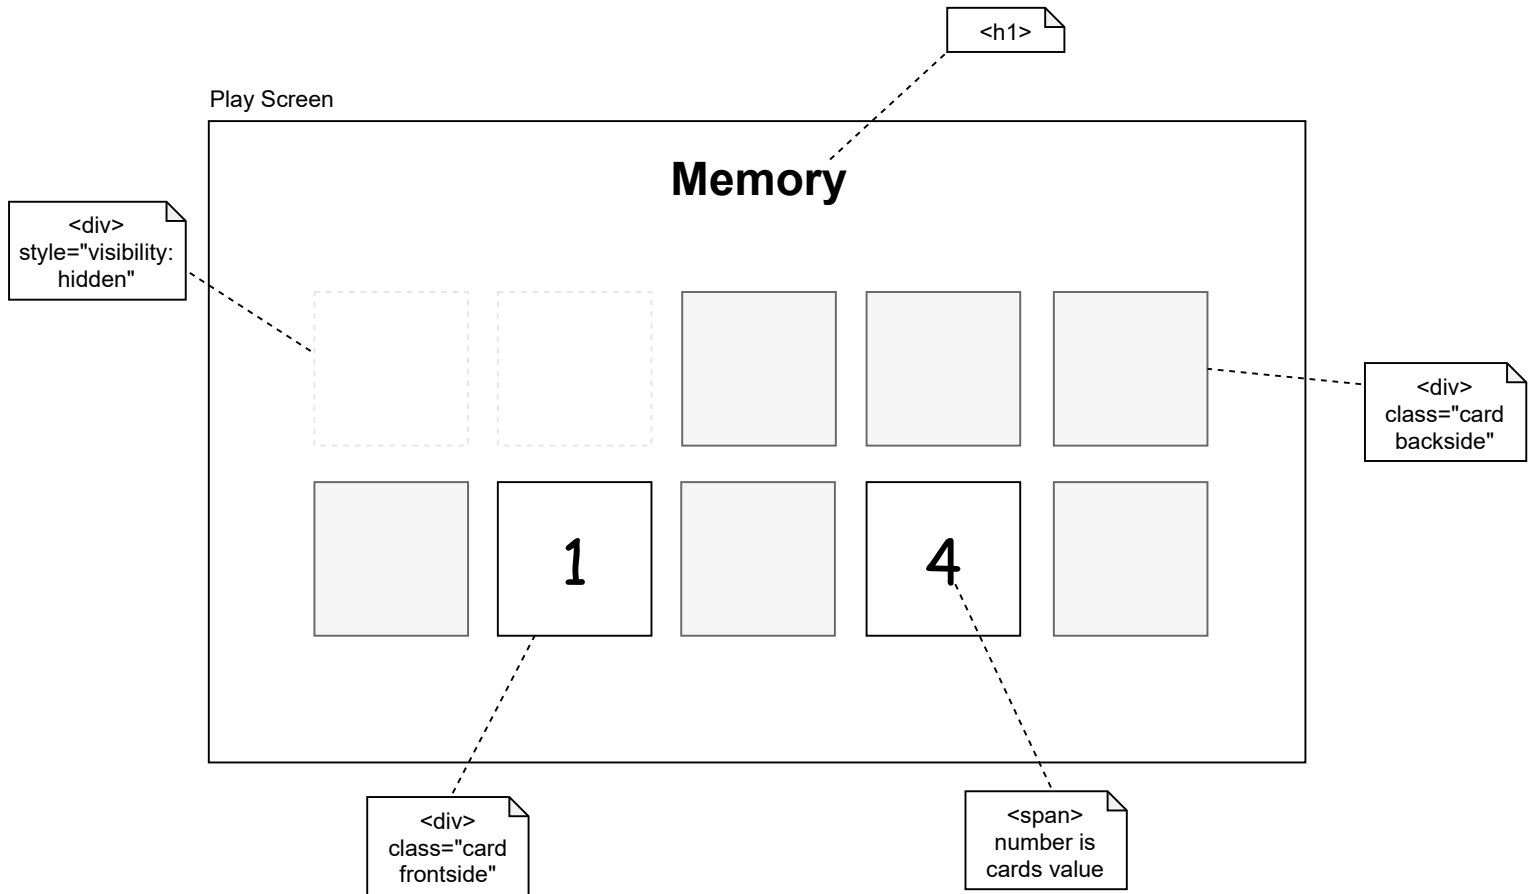 <h1>
Play Screen
Memory
<div>
style="visibility:
hidden"
<div>
class="card
backside"
1
4
<div>
class="card
frontside"
<span>
number is
cards value